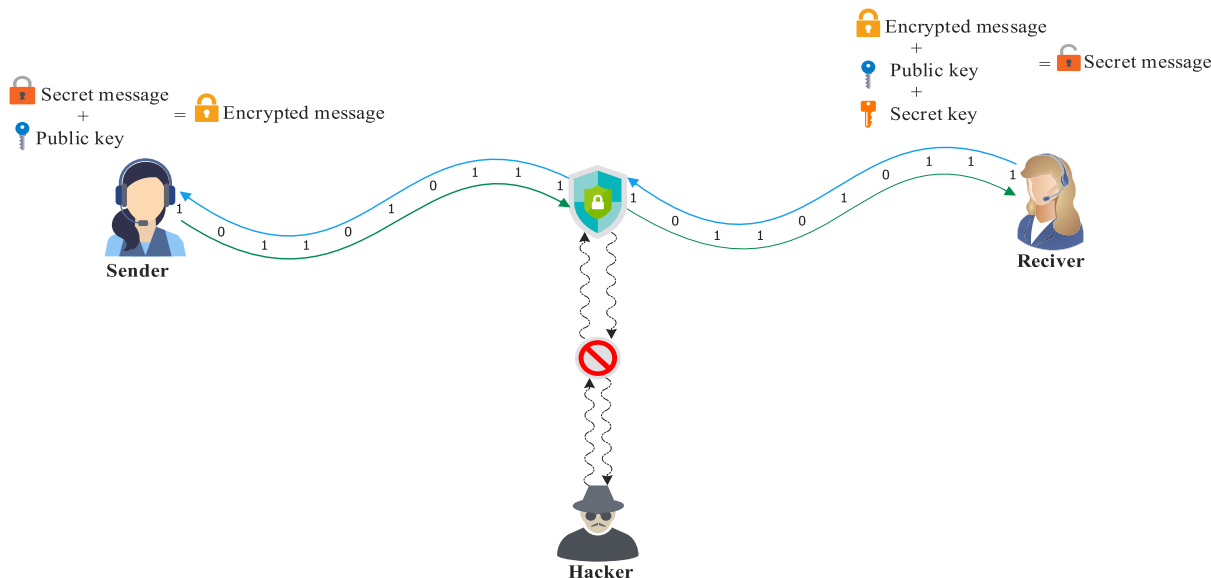 Secret message
+
Public key
= Encrypted message
Encrypted message
+
Public key
+
Secret key
= Secret message
1 0 1 1 0 1 0 1 1 1
1 0 1 1 0 1 0 1 1 1
Sender
Reciver
Hacker